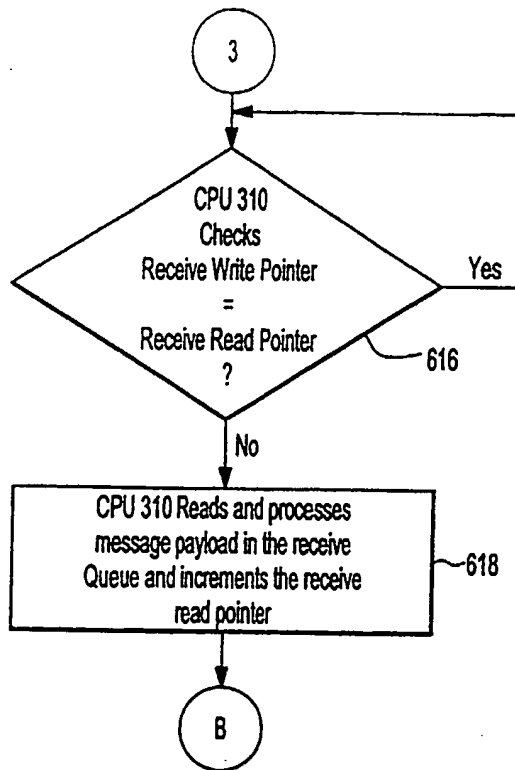 3
CPU 310
Checks
Receive Write Pointer
=
Receive Read Pointer
?
Yes
616
No
CPU 310 Reads and processes
message payload in the receive
Queue and increments the receive
read pointer
618
B